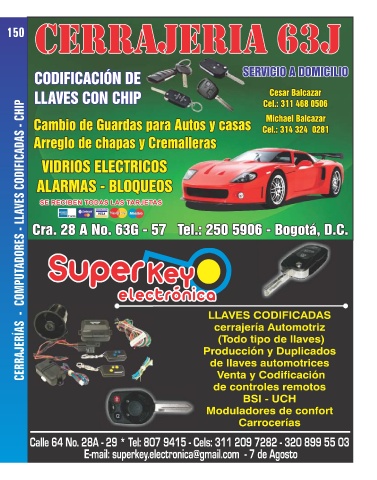 150
CERRAJERÍAS - COMPUTADORES - LLAVES CODIFICADAS - CHIP
CERRAJERIA 63J
CODIFICACIÓN DE
LLAVES CON CHIP
SERVICIO A DOMICILIO
Cesar Balcazar
Cel.: 311 468 0506
Michael Balcazar
Cel.: 314 324 0281
Cambio de Guardas para Autos y casas
Arreglo de chapas y Cremalleras
VIDRIOS ELECTRICOS
ALARMAS - BLOQUEOS
SE RECIBEN TODAS LAS TARJETAS
Cra. 28 A No. 63G - 57 Tel.: 250 5906 - Bogotá, D.C.
SuperKey
electrónica
LLAVES CODIFICADAS
cerrajería Automotriz
(Todo tipo de llaves)
Producción y Duplicados
de llaves automotrices
Venta y Codificación
de controles remotos
BSI - UCH
Moduladores de confort
Carrocerías
Calle 64 No. 28A - 29 * Tel: 807 9415 - Cels: 311 209 7282 - 320 899 55 03
E-mail: superkey.electronica@gmail.com - 7 de Agosto